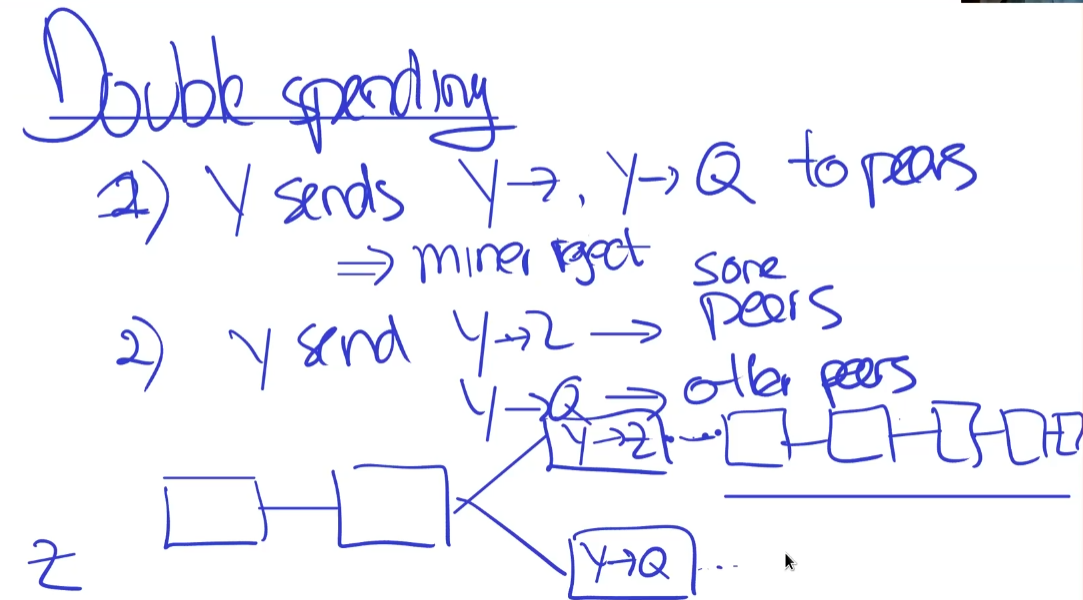 Double spending
1) Y sends Y→, Y→Q to peers
⇒ miner reject
2) Y send Y→Z → some peers
Y→Q ⇒ other peers
Y→Z
Y→Q ...
Z